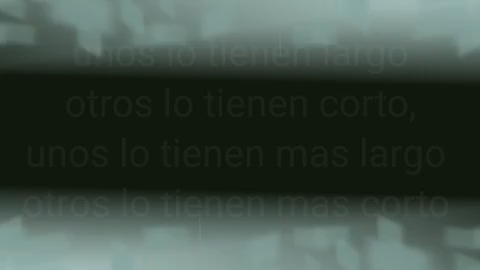 unos lo tienen largo
otros lo tienen corto,
unos lo tienen mas largo
otros lo tienen mas corto